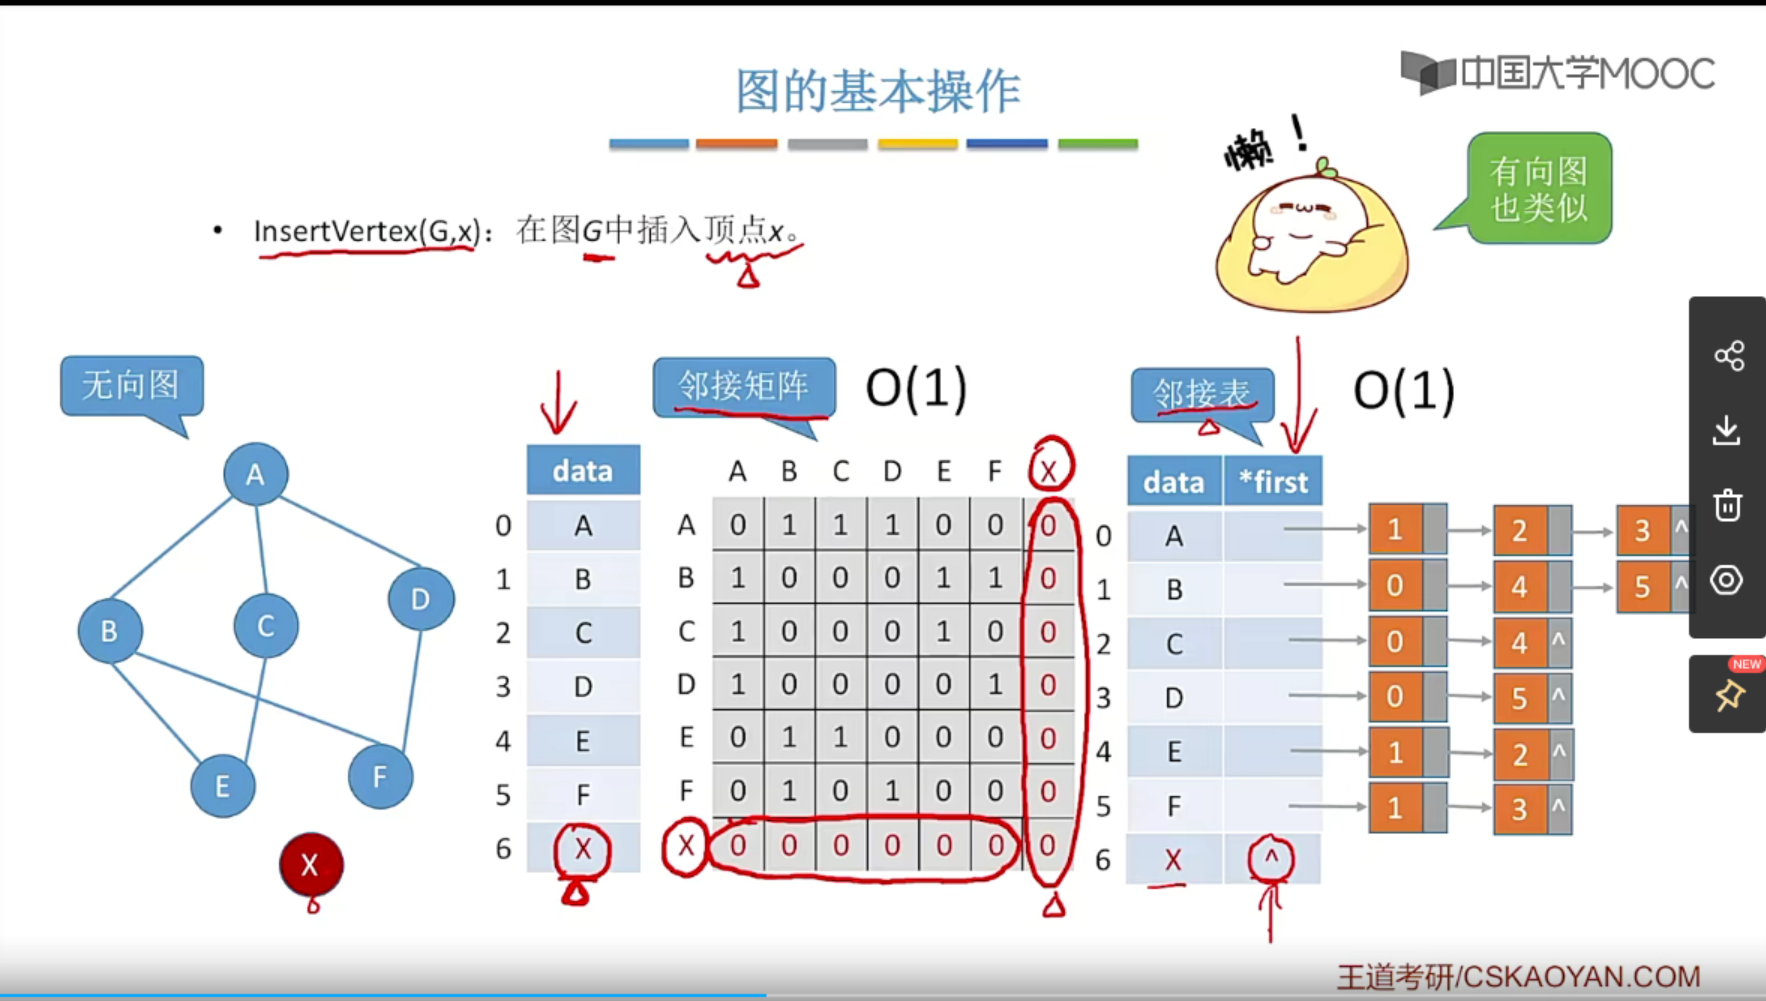 图的基本操作
中国大学MOOC
懒！
有向图
也类似
• InsertVertex(G,x)：在图G中插入顶点x。
无向图
邻接矩阵 O(1)
邻接表 O(1)
A
B
C
D
E
F
X
data
0 A
1 B
2 C
3 D
4 E
5 F
6 X
A B C D E F X
A 0 1 1 1 0 0 0
B 1 0 0 0 1 1 0
C 1 0 0 0 1 0 0
D 1 0 0 0 0 1 0
E 0 1 1 0 0 0 0
F 0 1 0 1 0 0 0
X 0 0 0 0 0 0 0
data *first
0 A 1 2 3 ^
1 B 0 4 5 ^
2 C 0 4 ^
3 D 0 5 ^
4 E 1 2 ^
5 F 1 3 ^
6 X ^
NEW
王道考研/CSKAOYAN.COM